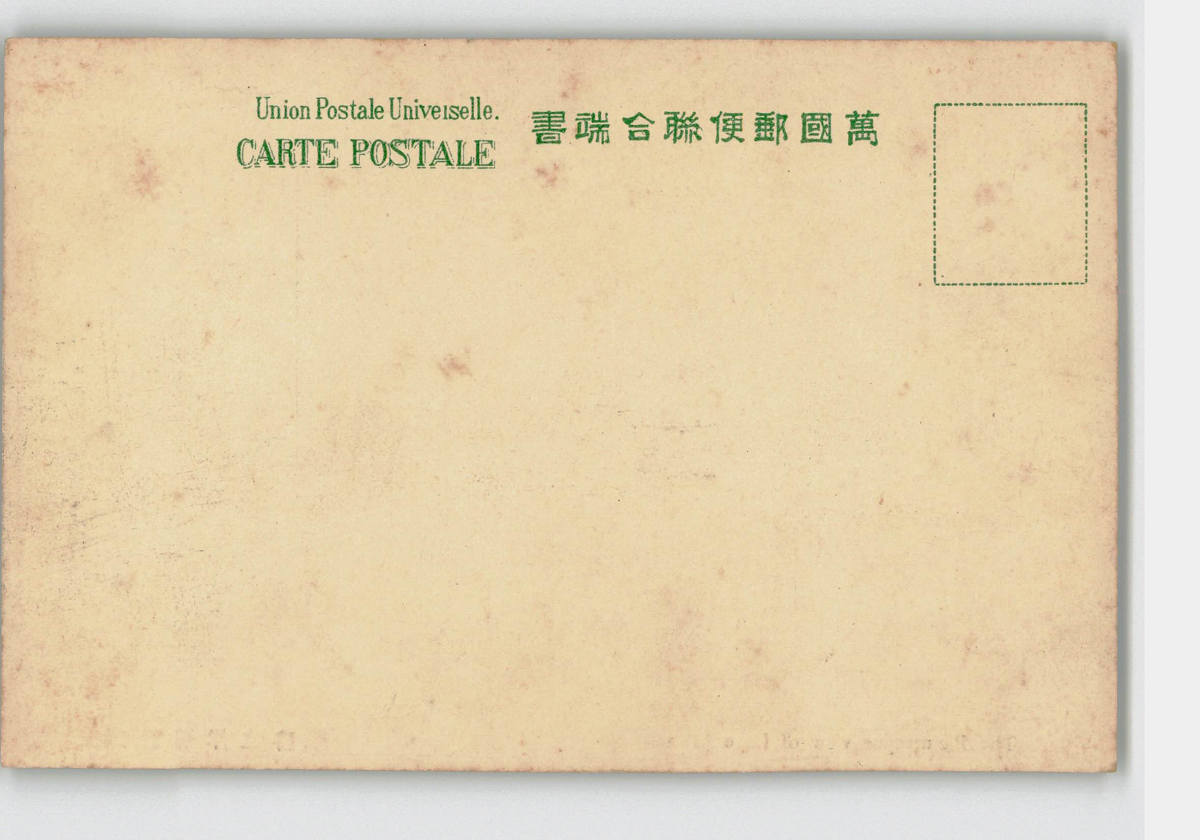 Union Postale Universelle.
CARTE POSTALE
萬國郵便聯合端書